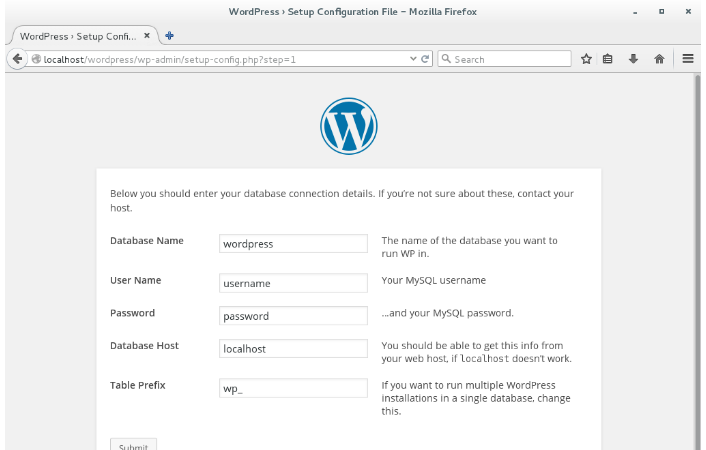 WordPress › Setup Configuration File – Mozilla Firefox
WordPress › Setup Confi...
localhost/wordpress/wp-admin/setup-config.php?step=1
Search
Below you should enter your database connection details. If you’re not sure about these, contact your
host.
Database Name
wordpress
The name of the database you want to
run WP in.
User Name
username
Your MySQL username
Password
password
…and your MySQL password.
Database Host
localhost
You should be able to get this info from
your web host, if localhost doesn’t work.
Table Prefix
wp_
If you want to run multiple WordPress
installations in a single database, change
this.
Submit